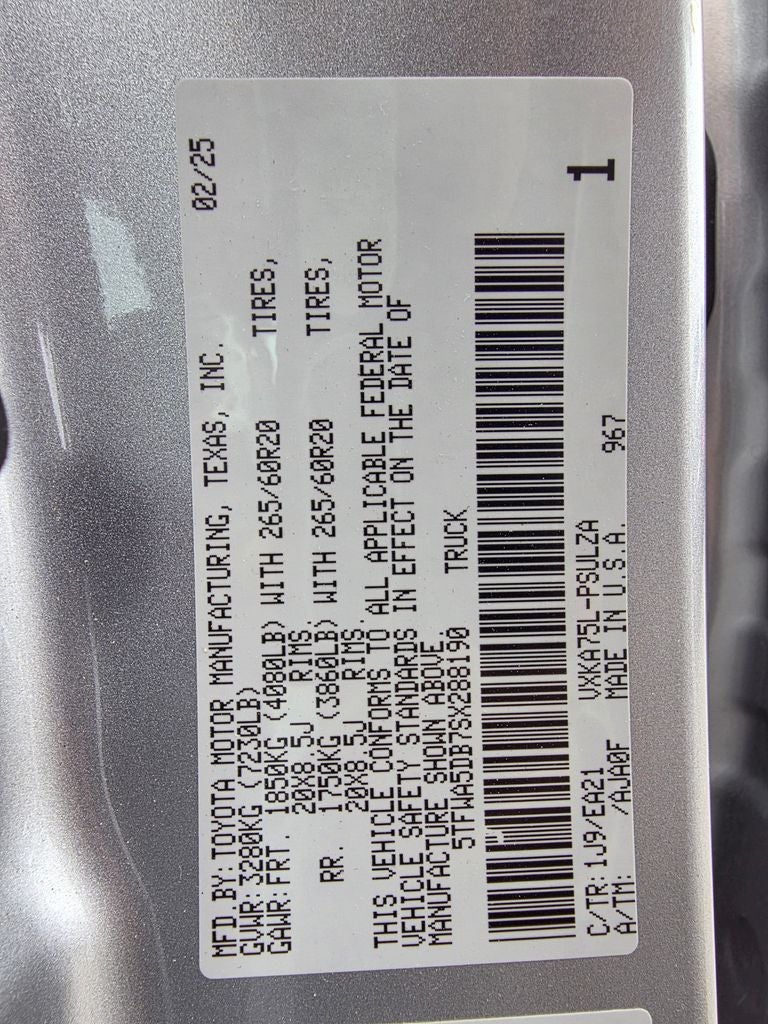 MFD.BY:TOYOTA MOTOR MANUFACTURING, TEXAS, INC. 02/25
GVWR:3280KG (7230LB)
GAWR:FRT. 1850KG (4080LB) WITH 265/60R20 TIRES,
20X8.5J RIMS.
RR. 1750KG (3860LB) WITH 265/60R20 TIRES,
20X8.5J RIMS.
THIS VEHICLE CONFORMS TO ALL APPLICABLE FEDERAL MOTOR
VEHICLE SAFETY STANDARDS IN EFFECT ON THE DATE OF
MANUFACTURE SHOWN ABOVE.
5TFWA5DB7SX288190 TRUCK
C/TR:1J9/EA21 VXKA75L-PSULZA 967 1
A/TM: /AJA0F MADE IN U.S.A.